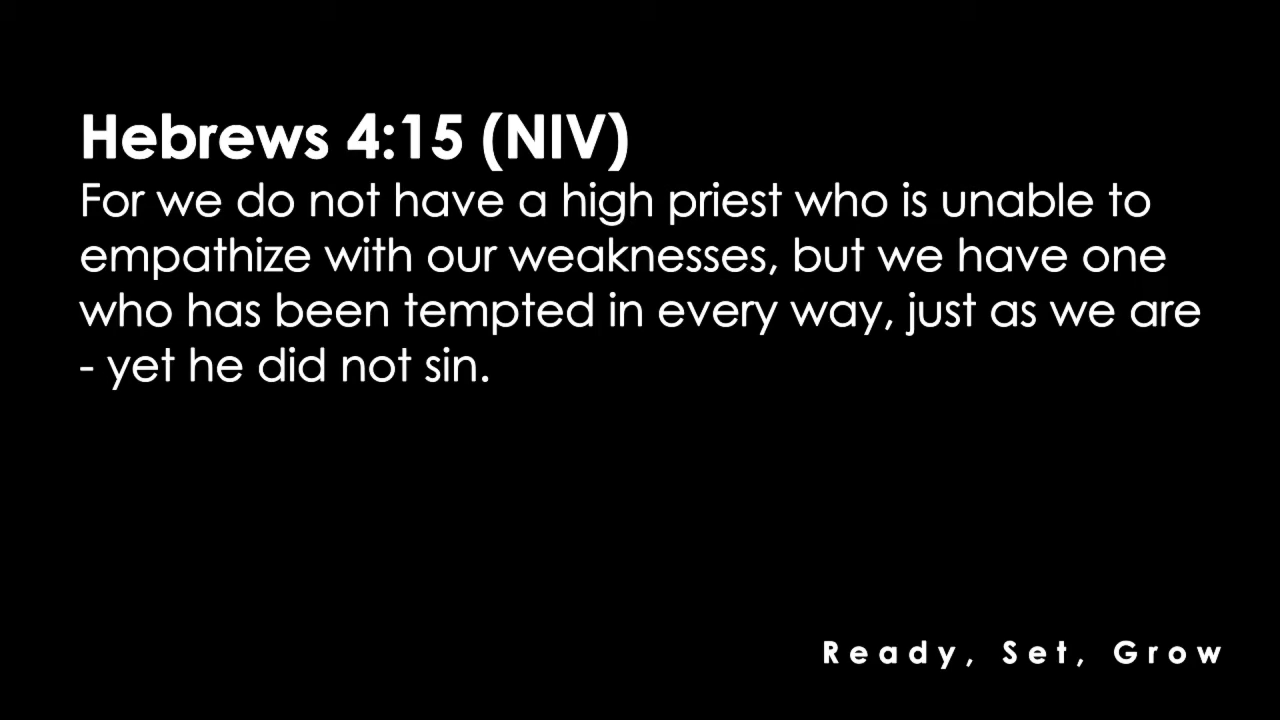 Hebrews 4:15 (NIV)
For we do not have a high priest who is unable to
empathize with our weaknesses, but we have one
who has been tempted in every way, just as we are
- yet he did not sin.
Ready, Set, Grow